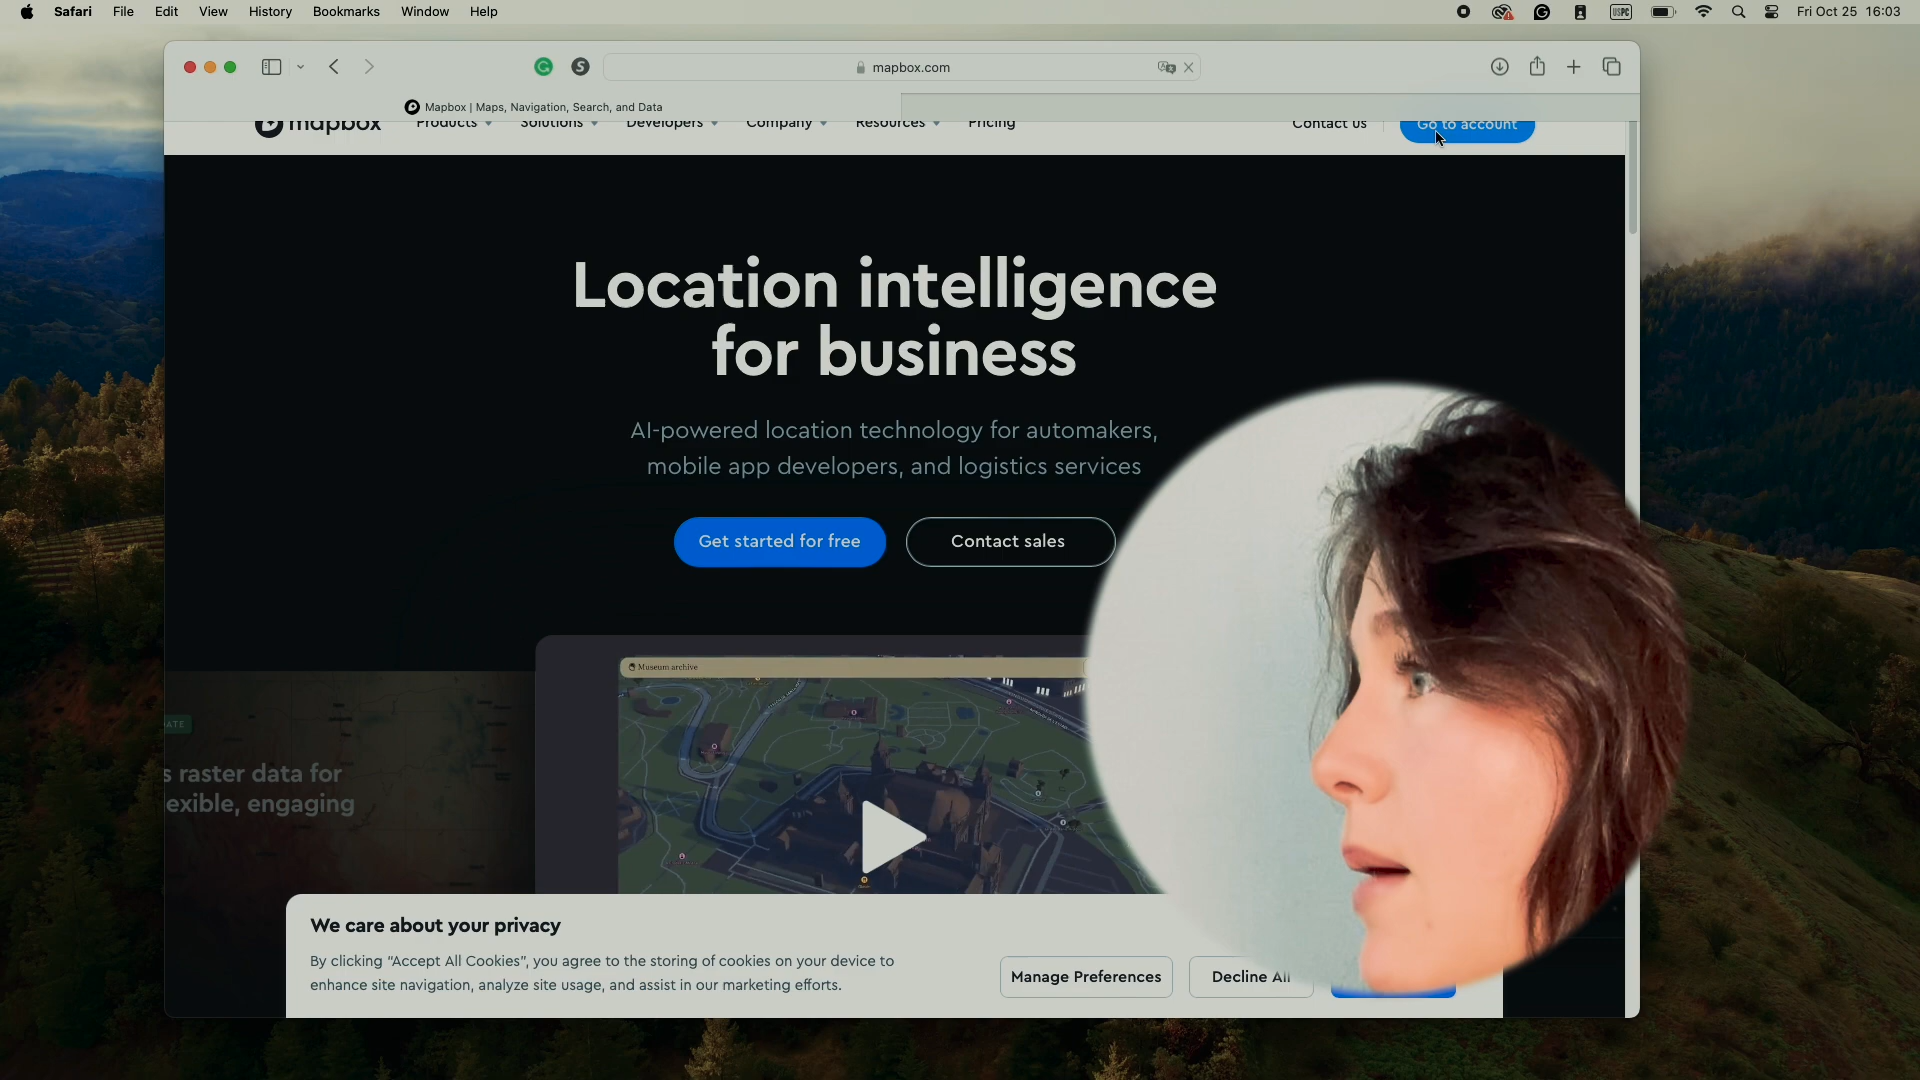 Safari File Edit View History Bookmarks Window Help
USPC
Fri Oct 25 16:03
mapbox.com
Mapbox | Maps, Navigation, Search, and Data
mapbox Products Solutions Developers Company Resources Pricing Contact us Go to account
Location intelligence
for business
AI-powered location technology for automakers,
mobile app developers, and logistics services
Get started for free
Contact sales
Museum archive
s raster data for
exible, engaging
We care about your privacy
By clicking "Accept All Cookies", you agree to the storing of cookies on your device to
enhance site navigation, analyze site usage, and assist in our marketing efforts.
Manage Preferences
Decline All